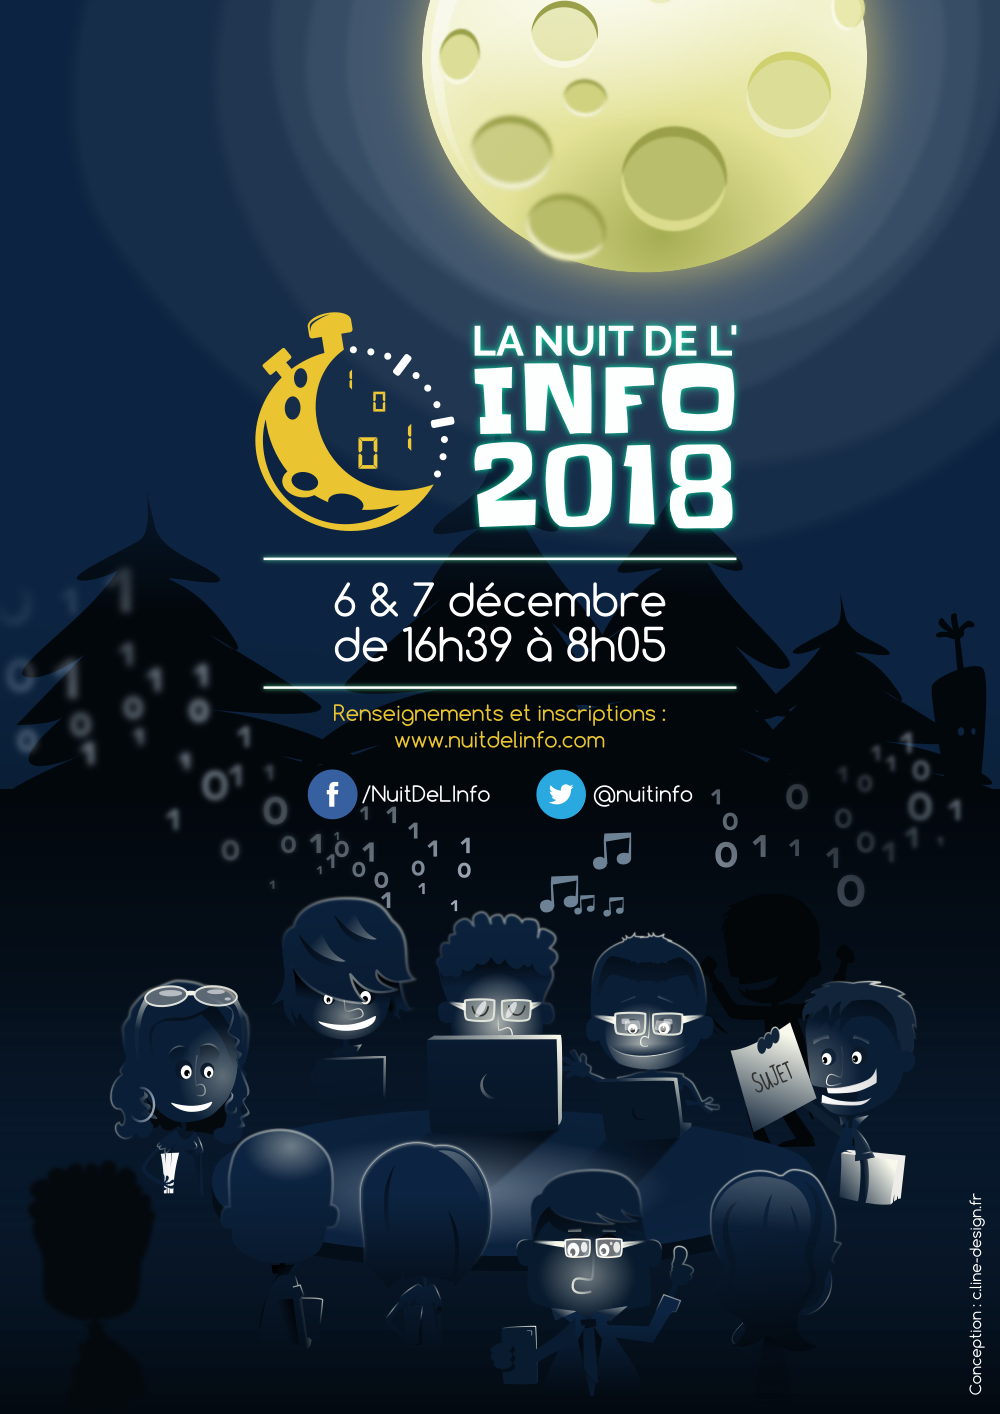 LA NUIT DE L'
INFO
2018
6 & 7 décembre
de 16h39 à 8h05
Renseignements et inscriptions :
www.nuitdelinfo.com
/NuitDeLInfo
@nuitinfo
SUJET
Conception : c.line-design.fr